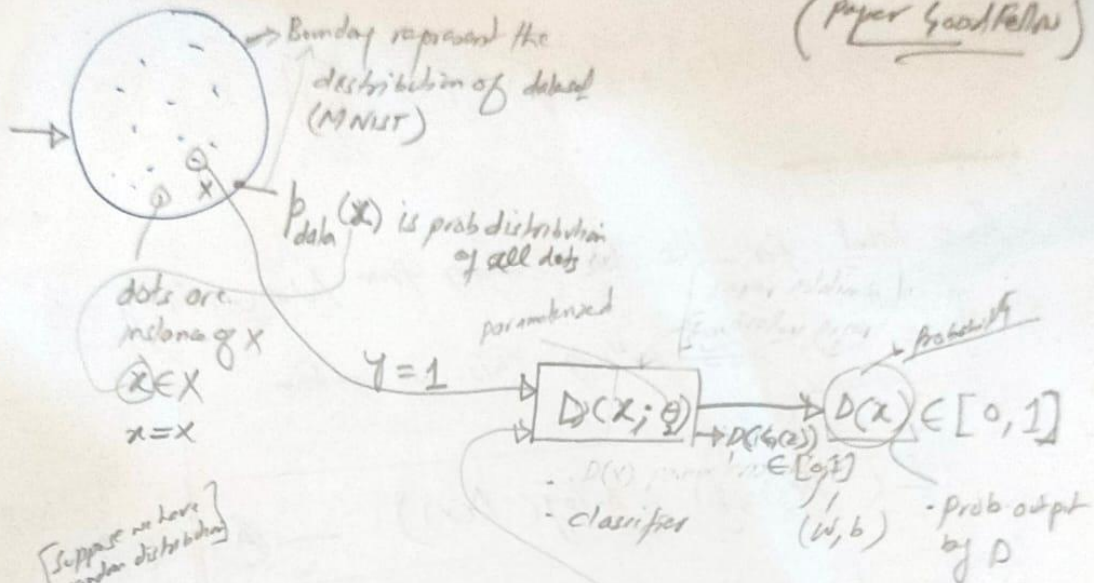 (Paper GoodFellow)
Boundary represent the
distribution of dataset
(MNIST)
x
p_data(x) is prob distribution
of all dots
dots are
instance of X
x ∈ X
x = X
parameterized
Probability
y = 1
D(x; θ)
D(x) ∈ [0, 1]
D(G(z))
∈ [0, 1]
· classifier
(W, b)
· Prob output
by D
[Suppose we have
random distribution]